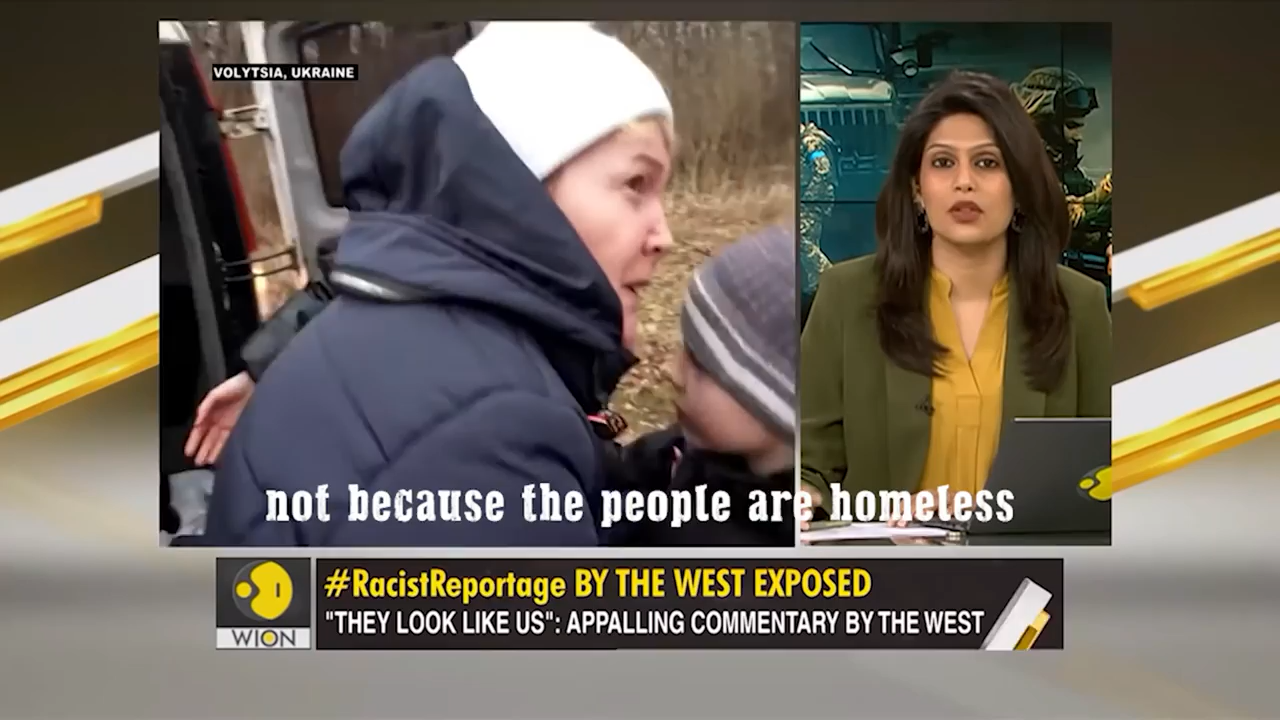 VOLYTSIA, UKRAINE
not because the people are homeless
#RacistReportage BY THE WEST EXPOSED
"THEY LOOK LIKE US": APPALLING COMMENTARY BY THE WEST
WION